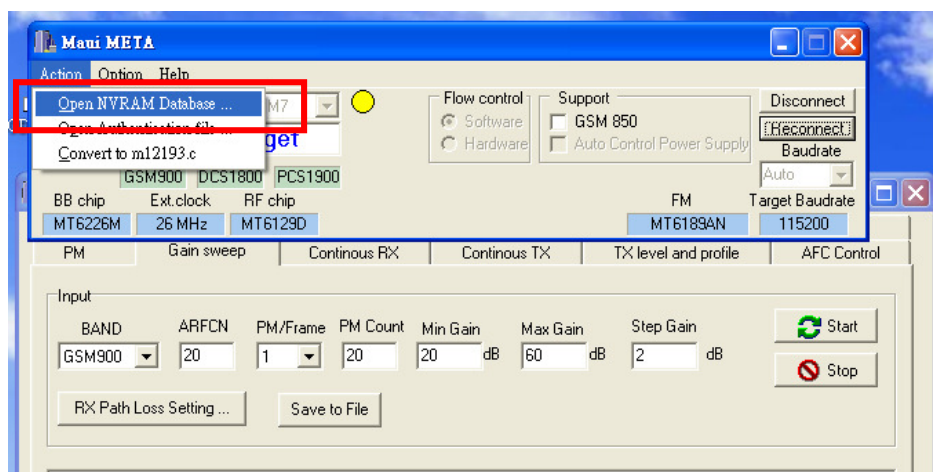 Maui META
Action Option Help
Open NVRAM Database ...
M7
Open Authentication file ...
get
Convert to m12193.c
Flow control
Software
Hardware
Support
GSM 850
Auto Control Power Supply
Disconnect
Reconnect
Baudrate
Auto
GSM900 DCS1800 PCS1900
BB chip Ext.clock RF chip FM Target Baudrate
MT6226M 26 MHz MT6129D MT6189AN 115200
PM Gain sweep Continous RX Continous TX TX level and profile AFC Control
Input
BAND ARFCN PM/Frame PM Count Min Gain Max Gain Step Gain
GSM900 20 1 20 20 dB 60 dB 2 dB
Start
Stop
RX Path Loss Setting ... Save to File